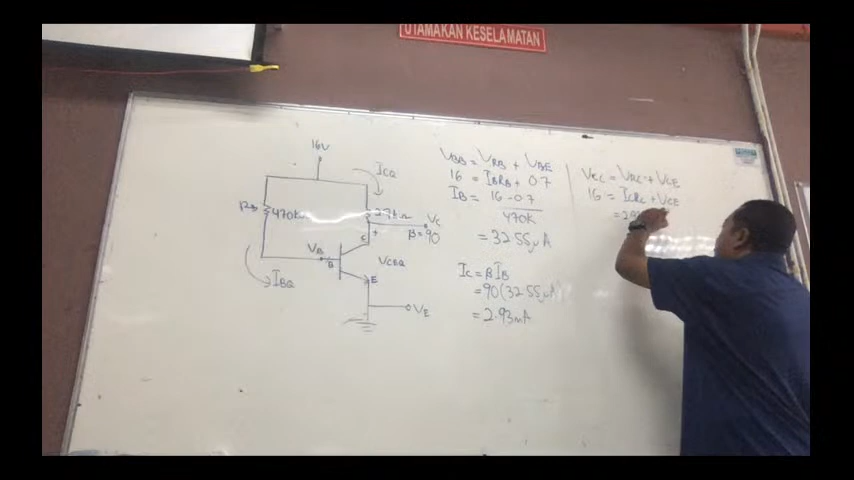 UTAMAKAN KESELAMATAN
16V
ICQ
RB 470K
2.7kΩ
VC
β=90
+
C
VB
B
VCEQ
E
IBQ
VE
VBB = VRB + VBE
16 = IBRB + 0.7
IB = 16-0.7
470K
= 32.55μA
IC = β IB
= 90(32.55μA)
= 2.93mA
VCC = VRC + VCE
16 = ICRC + VCE